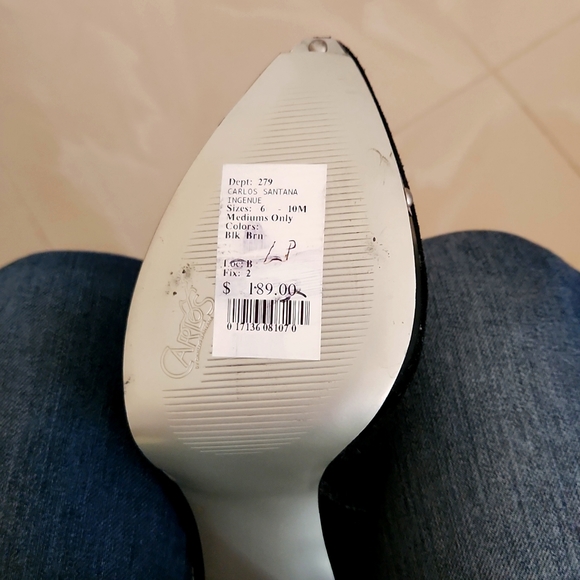 Dept: 279
CARLOS SANTANA
INGENUE
Sizes: 6 - 10M
Mediums Only
Colors:
Blk Brn
Loc: B
Fix: 2
$ 189.00
0 17136 08107 0
CARLOS